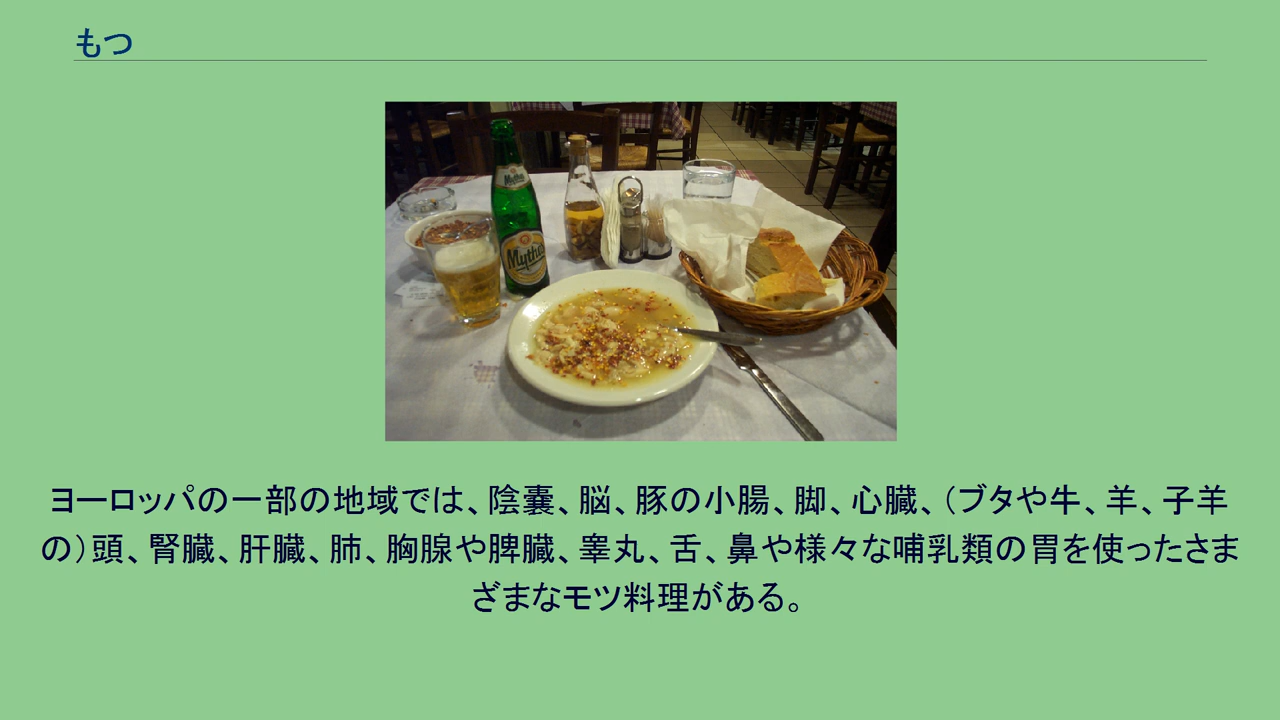 もつ
Mythos
ヨーロッパの一部の地域では、陰嚢、脳、豚の小腸、脚、心臓、（ブタや牛、羊、子羊
の）頭、腎臓、肝臓、肺、胸腺や脾臓、睾丸、舌、鼻や様々な哺乳類の胃を使ったさま
ざまなモツ料理がある。